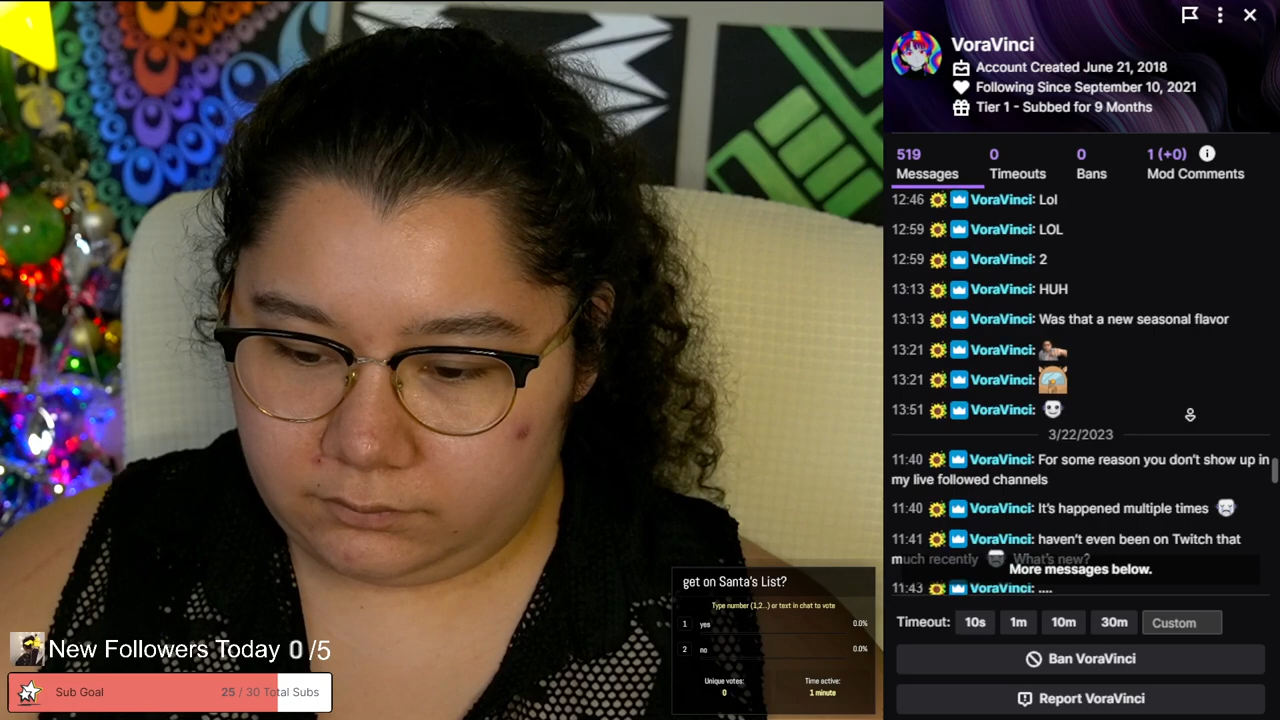 VoraVinci
Account Created June 21, 2018
Following Since September 10, 2021
Tier 1 - Subbed for 9 Months
519
Messages
0
Timeouts
0
Bans
1 (+0)
Mod Comments
12:46 VoraVinci: Lol
12:59 VoraVinci: LOL
12:59 VoraVinci: 2
13:13 VoraVinci: HUH
13:13 VoraVinci: Was that a new seasonal flavor
13:21 VoraVinci:
13:21 VoraVinci:
13:51 VoraVinci:
3/22/2023
11:40 VoraVinci: For some reason you don't show up in
my live followed channels
11:40 VoraVinci: It's happened multiple times
11:41 VoraVinci: haven't even been on Twitch that
much recently What's new?
More messages below.
11:43 VoraVinci: ....
Timeout: 10s 1m 10m 30m Custom
Ban VoraVinci
Report VoraVinci
get on Santa's List?
Type number (1,2...) or text in chat to vote
1 yes 0.0%
2 no 0.0%
Unique votes:
0
Time active:
1 minute
New Followers Today 0 /5
Sub Goal 25 / 30 Total Subs